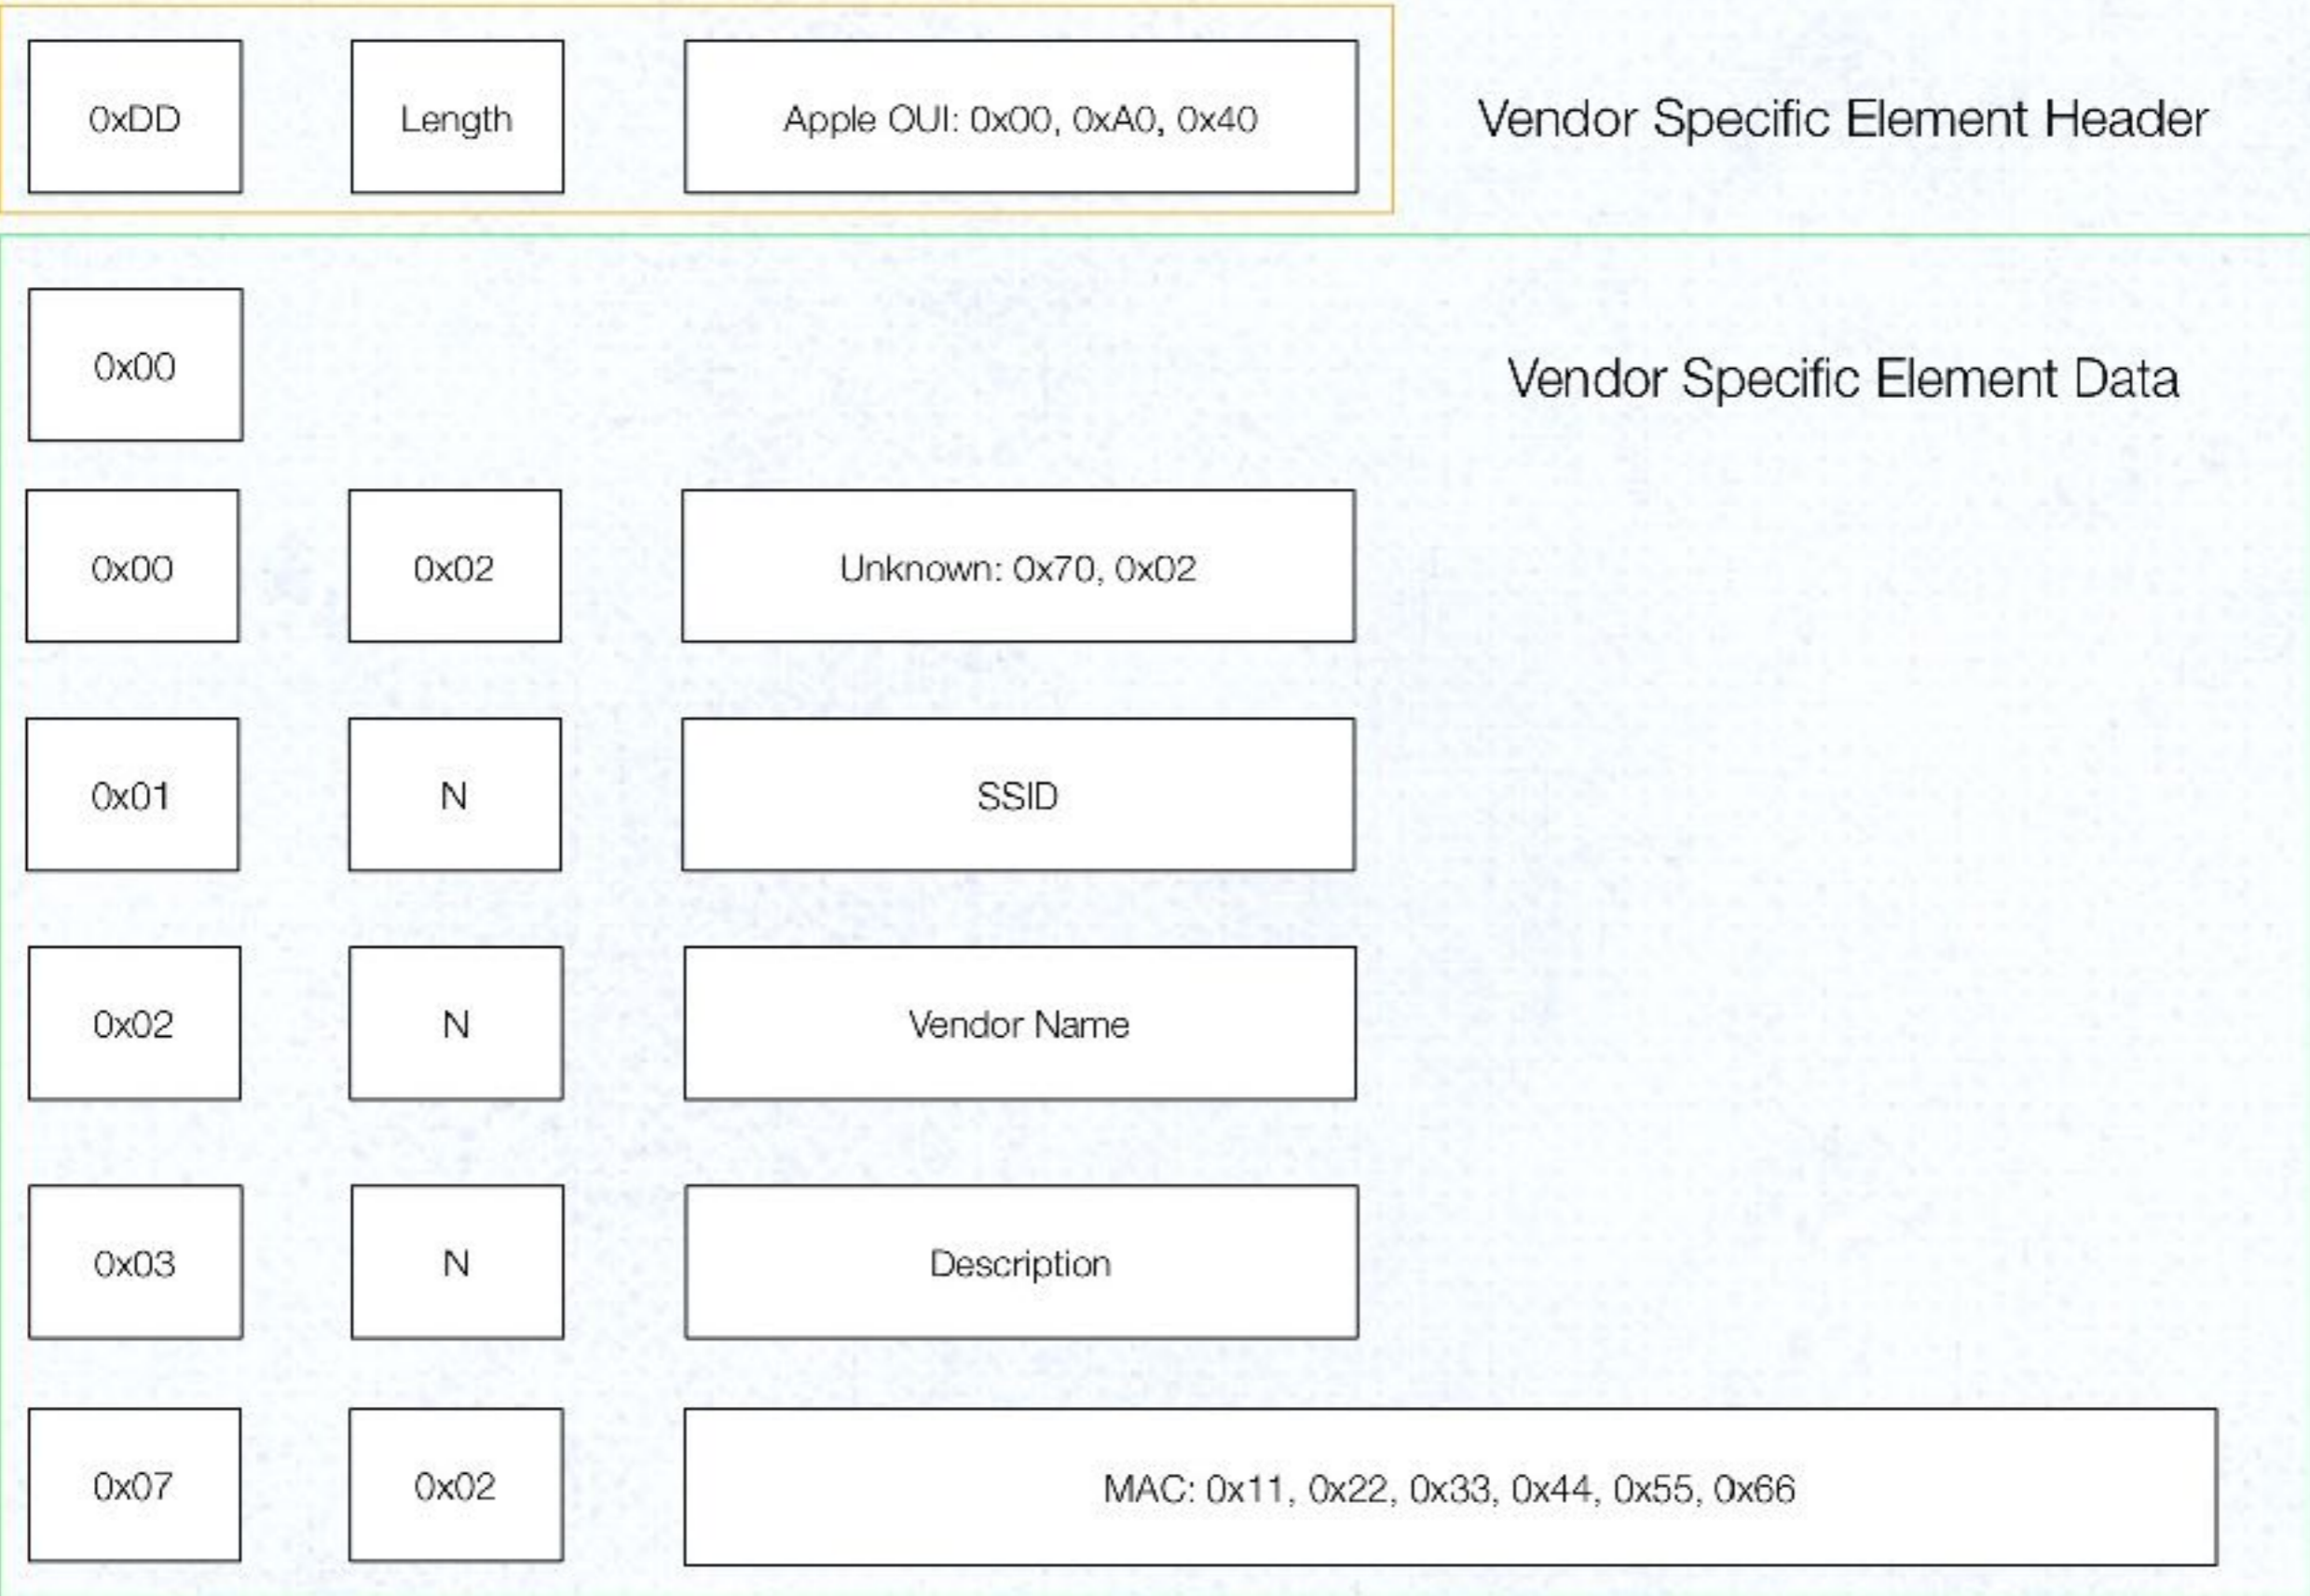 0xDD Length Apple OUI: 0x00, 0xA0, 0x40 Vendor Specific Element Header
0x00 Vendor Specific Element Data
0x00 0x02 Unknown: 0x70, 0x02
0x01 N SSID
0x02 N Vendor Name
0x03 N Description
0x07 0x02 MAC: 0x11, 0x22, 0x33, 0x44, 0x55, 0x66